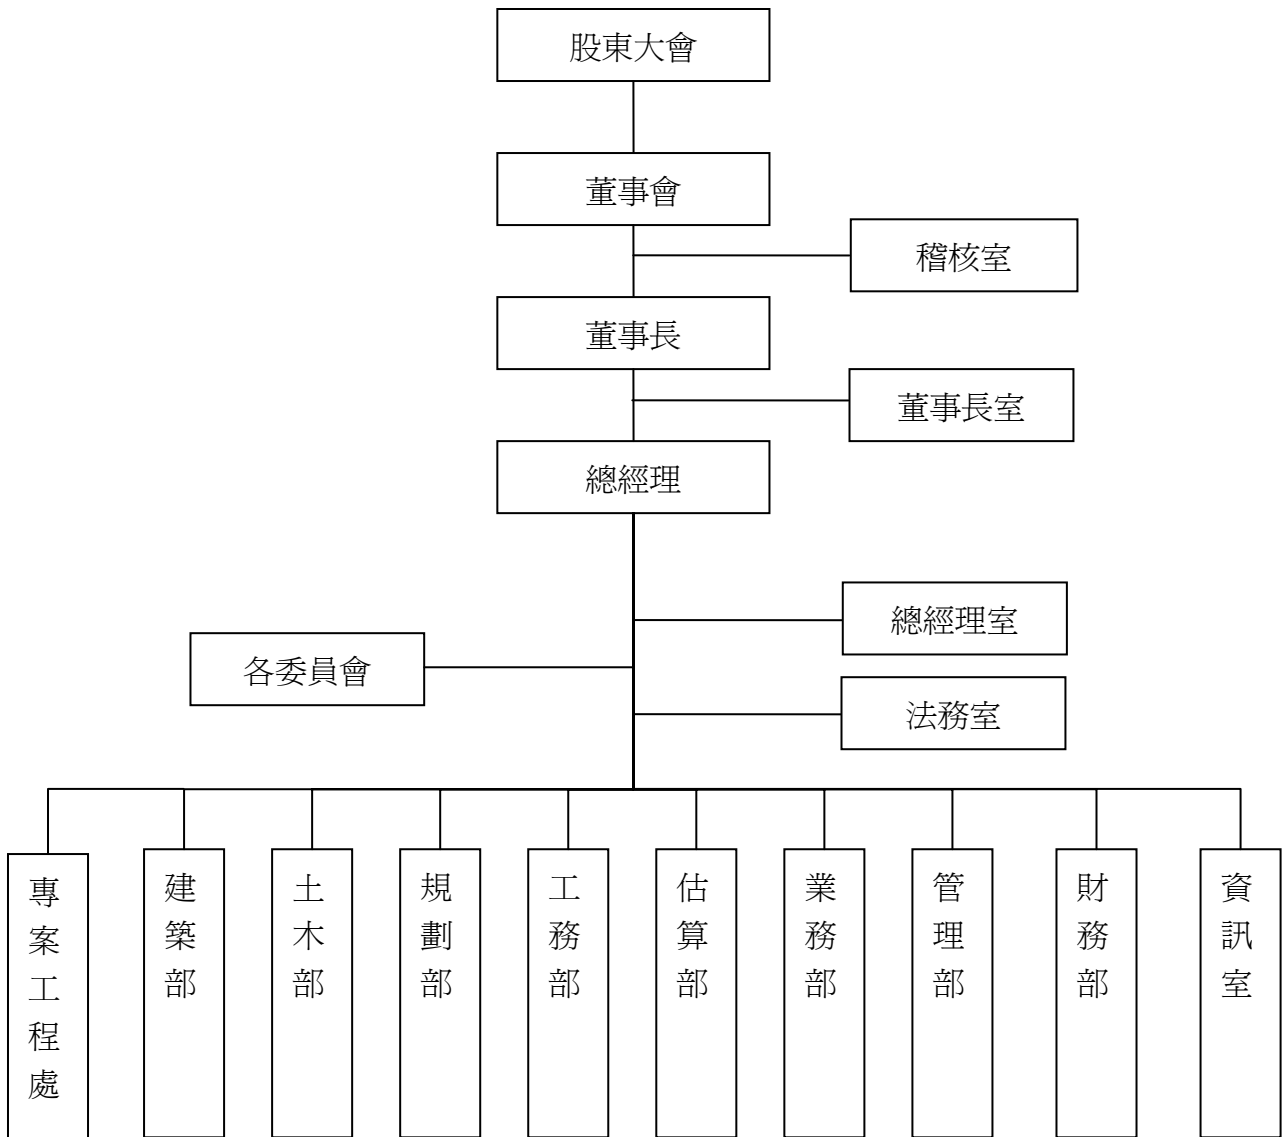 股東大會
董事會
稽核室
董事長
董事長室
總經理
總經理室
各委員會
法務室
專案工程處
建築部
土木部
規劃部
工務部
估算部
業務部
管理部
財務部
資訊室